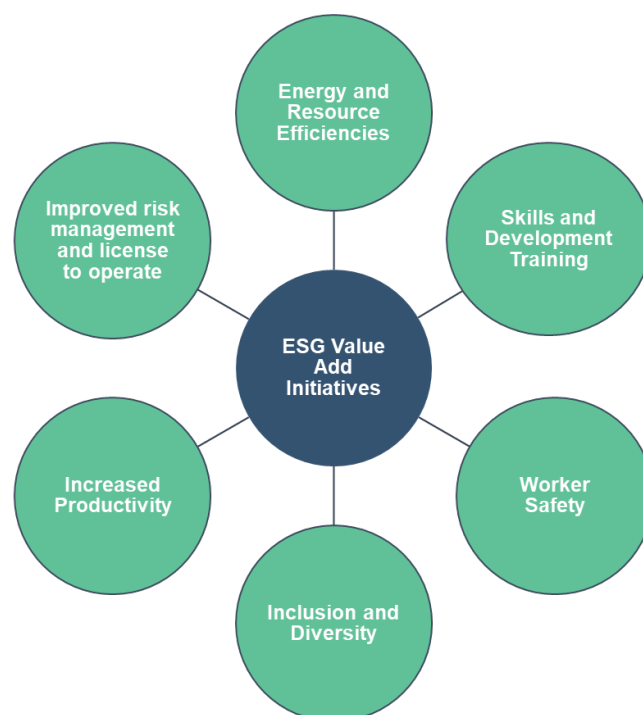 Energy and
Resource
Efficiencies
Improved risk
management
and license
to operate
Skills and
Development
Training
ESG Value
Add
Initiatives
Increased
Productivity
Worker
Safety
Inclusion and
Diversity